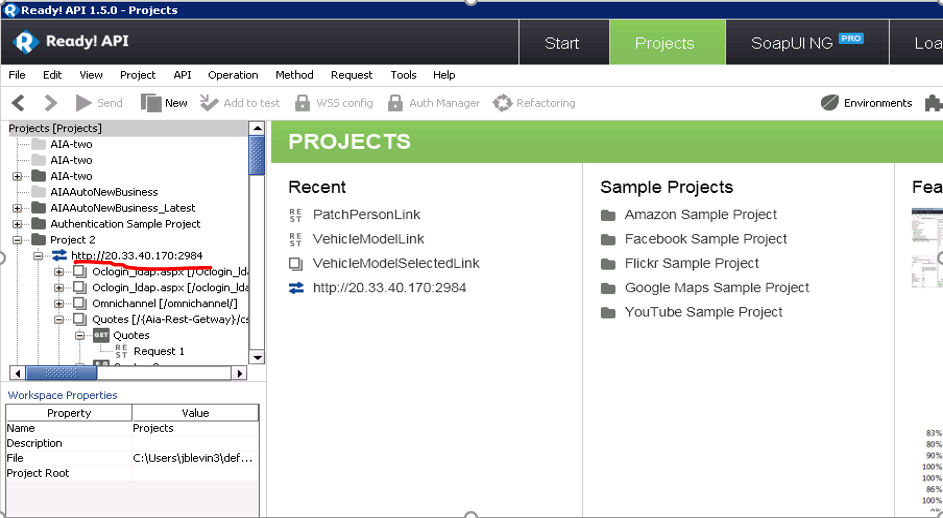 Ready! API 1.5.0 - Projects
Ready! API
Start
Projects
SoapUI NG PRO
Loa
File Edit View Project API Operation Method Request Tools Help
Send New Add to test WSS config Auth Manager Refactoring Environments
Projects [Projects]
AIA-two
AIA-two
AIA-two
AIAAutoNewBusiness
AIAAutoNewBusiness_Latest
Authentication Sample Project
Project 2
http://20.33.40.170:2984
Oclogin_ldap.aspx [/Oclogin_lda
Oclogin_ldap.aspx [/oclogin_lda
Omnichannel [/omnichannel/]
Quotes [/{Aia-Rest-Getway}/cs
GET Quotes
REST Request 1
Workspace Properties
Property Value
Name Projects
Description
File C:\Users\jblevin3\def...
Project Root
PROJECTS
Recent
REST PatchPersonLink
REST VehicleModelLink
VehicleModelSelectedLink
http://20.33.40.170:2984
Sample Projects
Amazon Sample Project
Facebook Sample Project
Flickr Sample Project
Google Maps Sample Project
YouTube Sample Project
Fea
83%
80%
90%
100%
100%
86%
100%